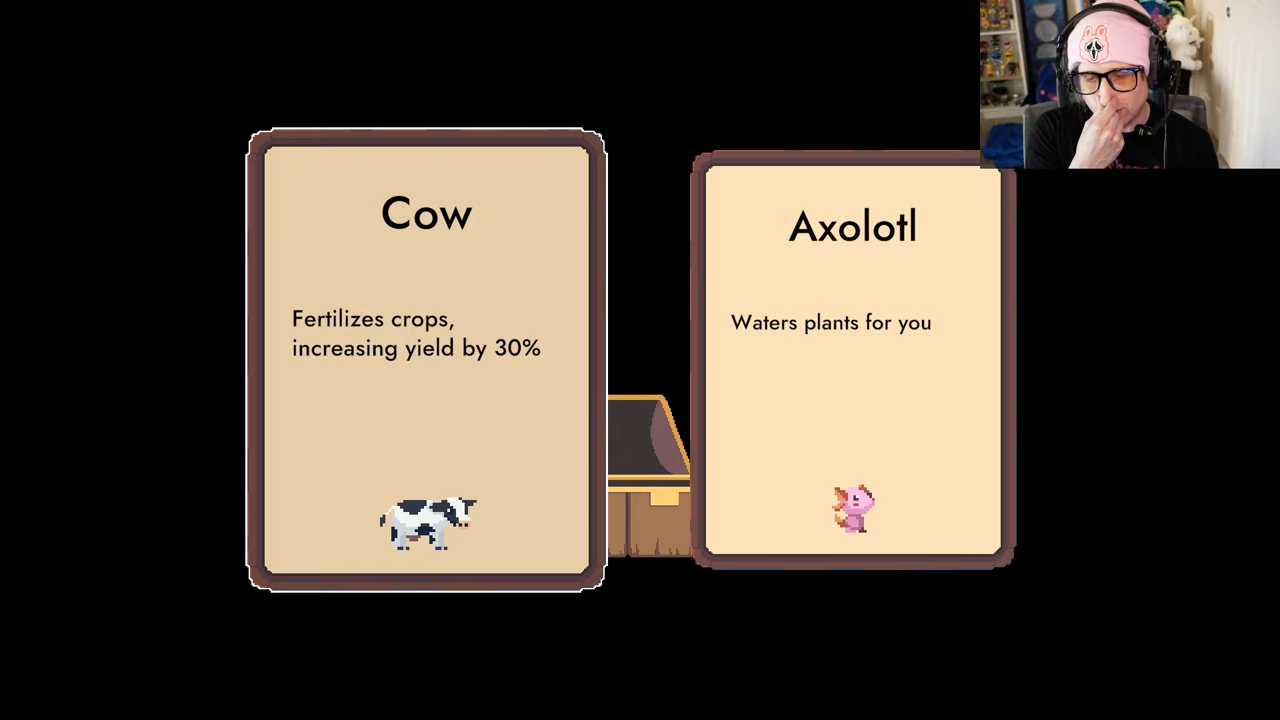 Cow
Fertilizes crops,
increasing yield by 30%
Axolotl
Waters plants for you